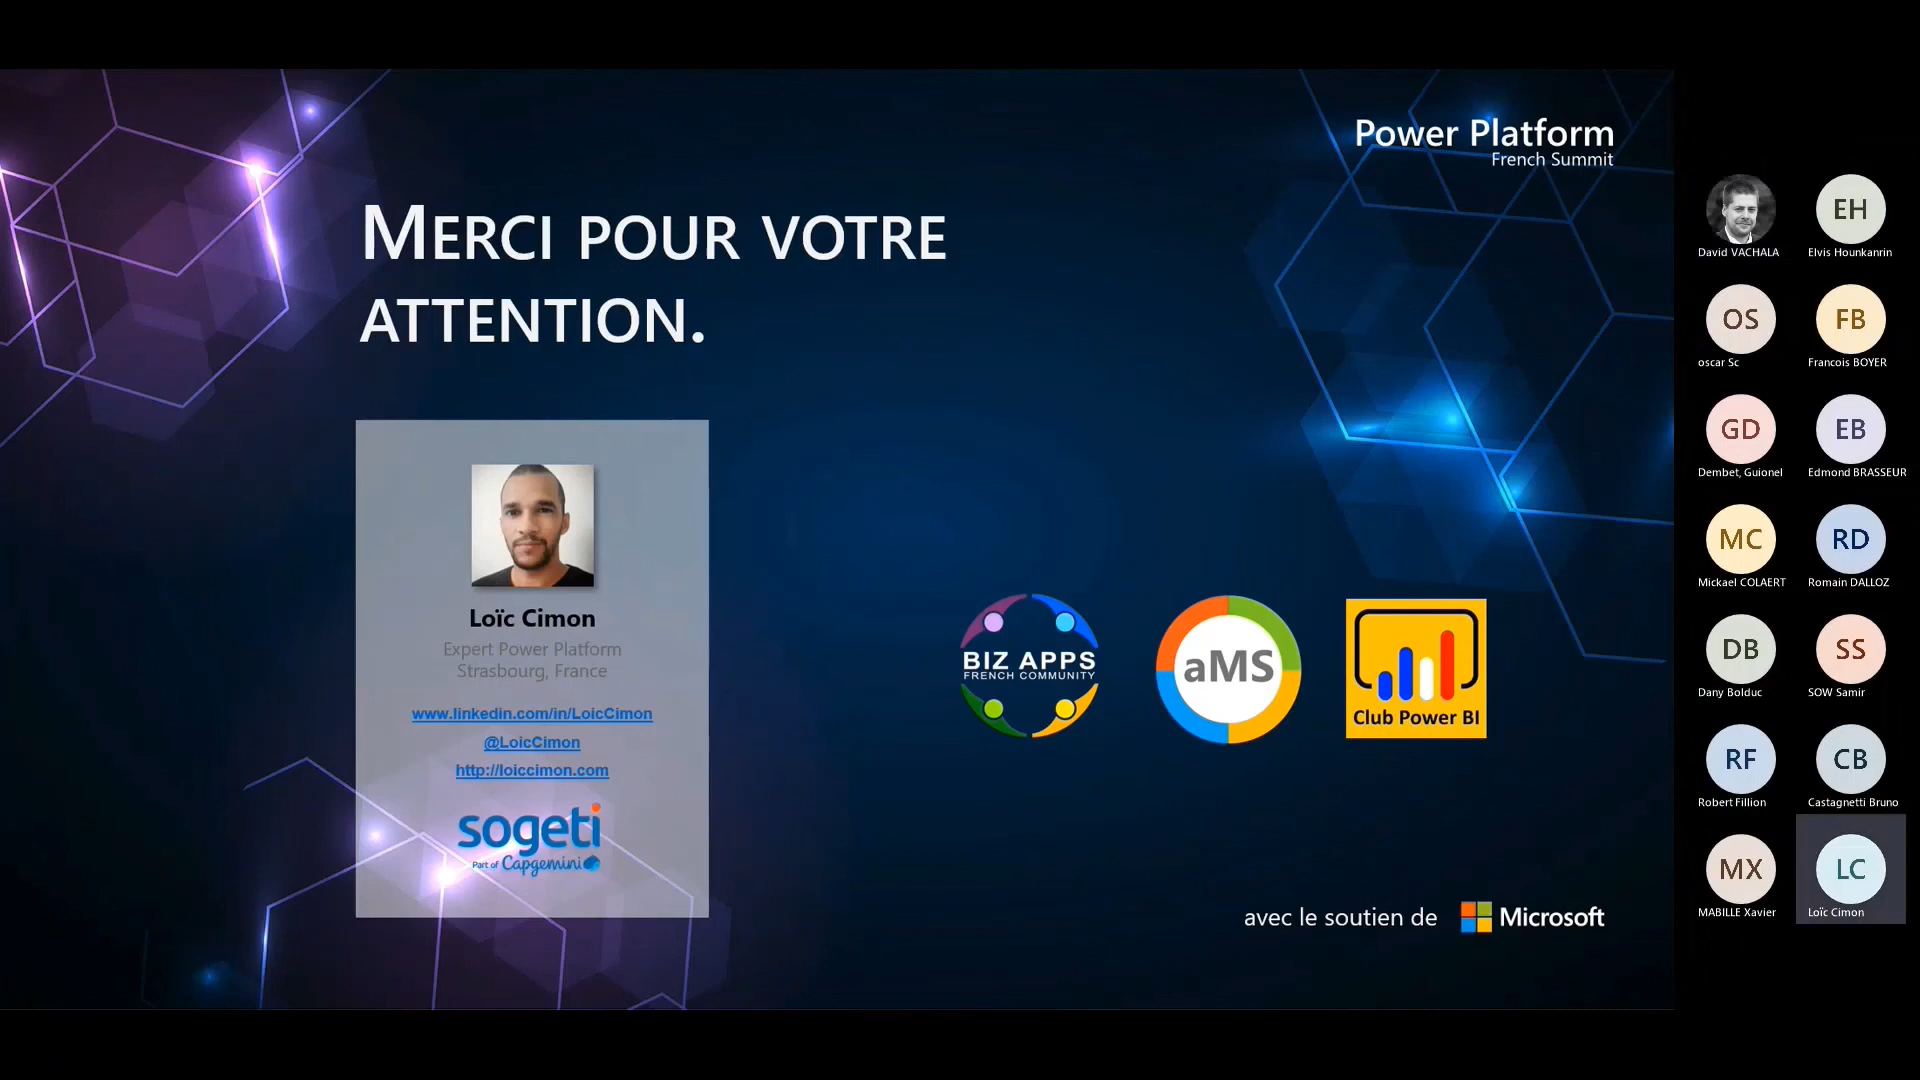 Power Platform
French Summit
MERCI POUR VOTRE
ATTENTION.
Loïc Cimon
Expert Power Platform
Strasbourg, France
www.linkedin.com/in/LoicCimon
@LoicCimon
http://loiccimon.com
sogeti
Part of Capgemini
BIZ APPS
FRENCH COMMUNITY
aMS
Club Power BI
avec le soutien de Microsoft
David VACHALA
EH
Elvis Hounkanrin
OS
oscar Sc
FB
Francois BOYER
GD
Dembet, Guionel
EB
Edmond BRASSEUR
MC
Mickael COLAERT
RD
Romain DALLOZ
DB
Dany Bolduc
SS
SOW Samir
RF
Robert Fillion
CB
Castagnetti Bruno
MX
MABILLE Xavier
LC
Loïc Cimon